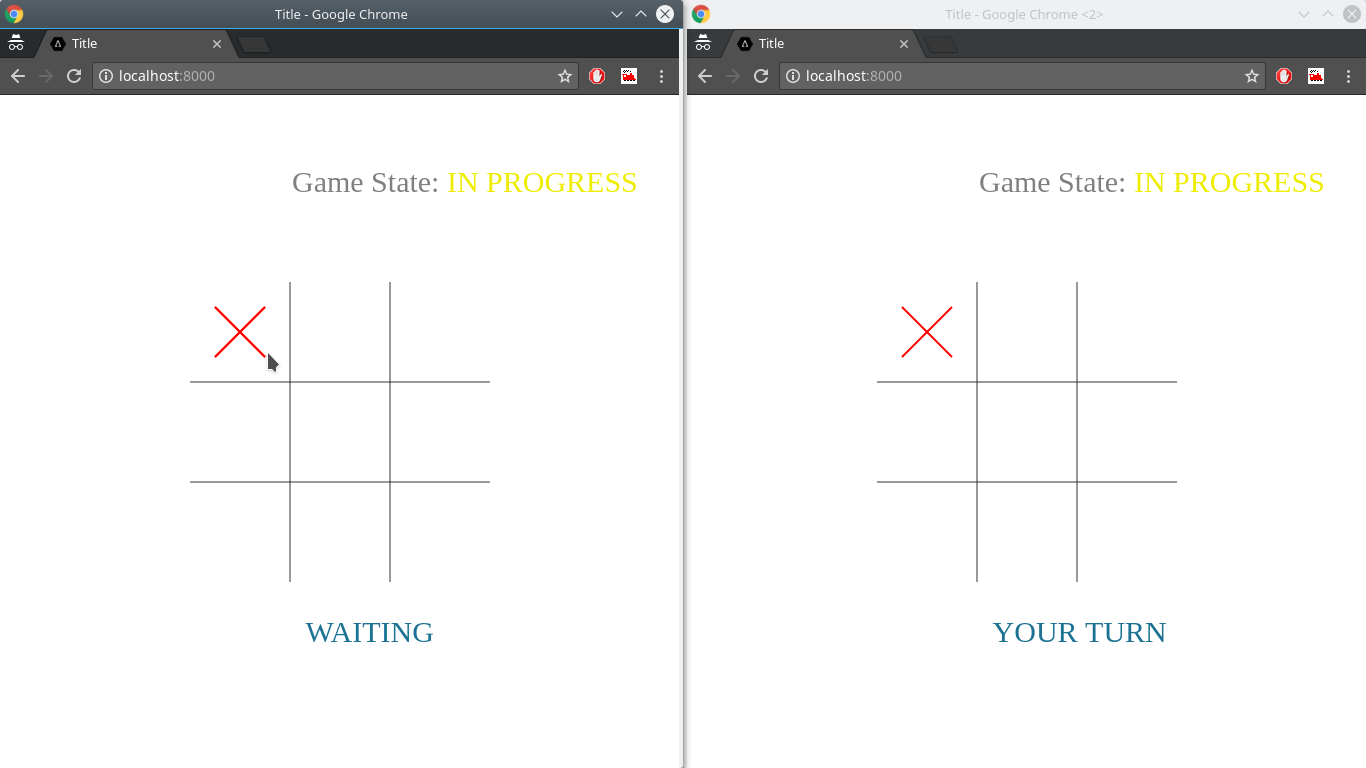 Title - Google Chrome
Title
localhost:8000
Game State: IN PROGRESS
WAITING
Title - Google Chrome <2>
Title
localhost:8000
Game State: IN PROGRESS
YOUR TURN